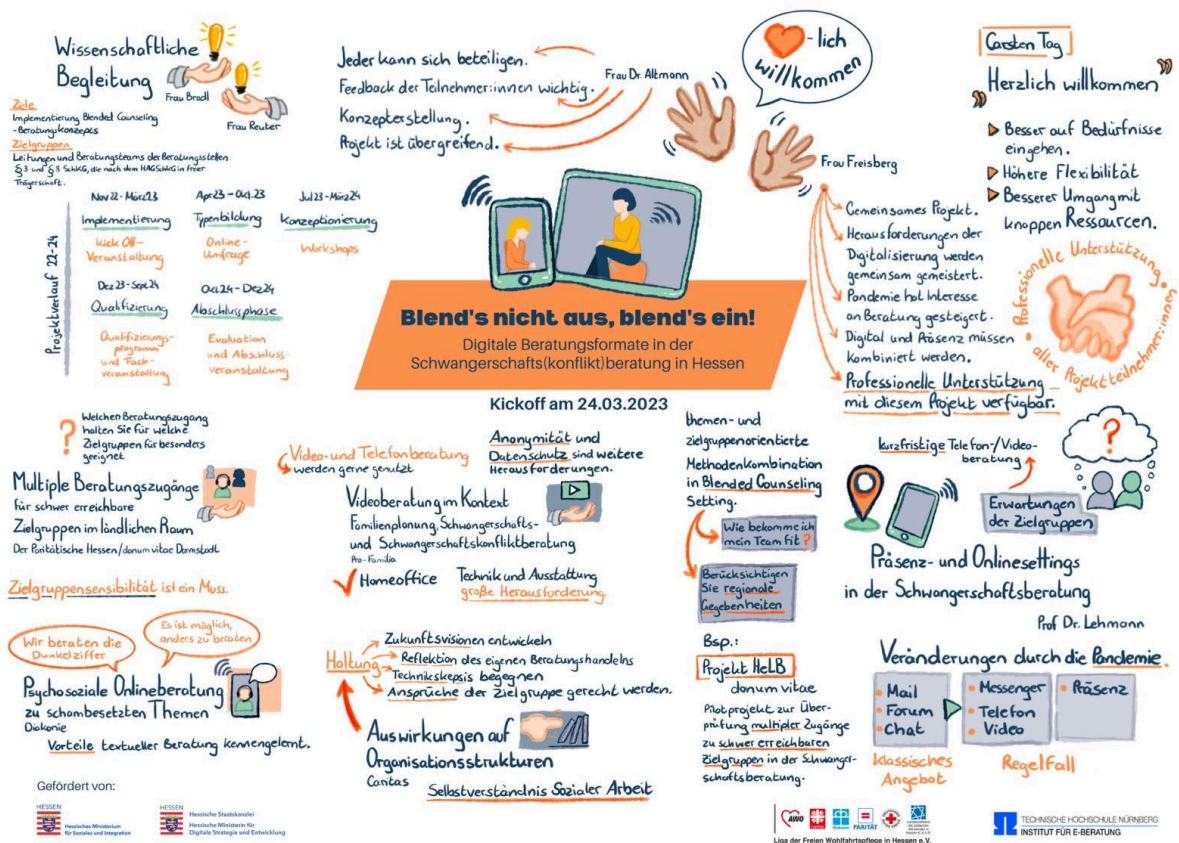 Wissenschaftliche
Begleitung
Frau Bradl
Frau Reuter
Ziele
Implementierung Blended Counseling
-Beratungskonzepts
Zielgruppen
Leitungen und Beratungsteams der Beratungsstellen
§3 und §8 SchKG, die nach dem HAGSchKG in freier
Trägerschaft.
Projektverlauf 22-24
Nov 22 - März 23
Implementierung
Kick Off-
Veranstaltung
Apr 23 - Okt. 23
Typenbildung
Online-
Umfrage
Jul 23 - März 24
Konzeptionierung
Workshops
Dez 23 - Sept 24
Qualifizierung
Qualifizierungs-
programm
und Fach-
veranstaltung
Okt 24 - Dez 24
Abschlussphase
Evaluation
und Abschluss-
veranstaltung
Jeder kann sich beteiligen.
Feedback der Teilnehmer:innen wichtig.
Konzepterstellung.
Projekt ist übergreifend.
Frau Dr. Altmann
-lich
willkommen
Frau Freisberg
Gemeinsames Projekt.
Herausforderungen der
Digitalisierung werden
gemeinsam gemeistert.
Pandemie hat Interesse
an Beratung gesteigert.
Digital und Präsenz müssen
kombiniert werden.
Professionelle Unterstützung
mit diesem Projekt verfügbar.
Carsten Tag
„Herzlich willkommen”
Besser auf Bedürfnisse
eingehen.
Höhere Flexibilität
Besserer Umgang mit
knappen Ressourcen.
Professionelle Unterstützung
aller Projektteilnehmer:innen
Blend's nicht aus, blend's ein!
Digitale Beratungsformate in der
Schwangerschafts(konflikt)beratung in Hessen
Kickoff am 24.03.2023
?
Welchen Beratungszugang
halten Sie für welche
Zielgruppen für besonders
geeignet
Multiple Beratungszugänge
für schwer erreichbare
Zielgruppen im ländlichen Raum
Der Paritätische Hessen/donum vitae Darmstadt
Zielgruppensensibilität ist ein Muss.
Wir beraten die
Dunkelziffer
Es ist möglich,
anders zu beraten
Psychosoziale Onlineberatung
zu schambesetzten Themen
Diakonie
Vorteile textueller Beratung kennengelernt.
Video- und Telefonberatung
werden gerne genutzt
Anonymität und
Datenschutz sind weitere
Herausforderungen.
Videoberatung im Kontext
Familienplanung, Schwangerschafts-
und Schwangerschaftskonfliktberatung
Pro-Familia
Homeoffice
Technik und Ausstattung
große Herausforderung.
Haltung
Zukunftsvisionen entwickeln
Reflektion des eigenen Beratungshandelns
Technikskepsis begegnen
Ansprüche der Zielgruppe gerecht werden.
Auswirkungen auf
Organisationsstrukturen
Caritas
Selbstverständnis Sozialer Arbeit
themen- und
zielgruppenorientierte
Methodenkombination
in Blended Counseling
Setting.
Wie bekomme ich
mein Team fit?
Berücksichtigen
Sie regionale
Gegebenheiten
Bsp.:
Projekt HeLB
donum vitae
Pilotprojekt zur Über-
prüfung multipler Zugänge
zu schwer erreichbaren
Zielgruppen in der Schwanger-
schaftsberatung.
kurzfristige Telefon-/Video-
beratung
?
Erwartungen
der Zielgruppen
Präsenz- und Onlinesettings
in der Schwangerschaftsberatung
Prof Dr. Lehmann
Veränderungen durch die Pandemie.
Mail
Forum
Chat
klassisches
Angebot
Messenger
Telefon
Video
Präsenz
Regelfall
Gefördert von:
HESSEN
Hessisches Ministerium
für Soziales und Integration
HESSEN
Hessische Staatskanzlei
Hessische Ministerin für
Digitale Strategie und Entwicklung
AWO
PARITÄT
Liga der Freien Wohlfahrtspflege in Hessen e.V.
TECHNISCHE HOCHSCHULE NÜRNBERG
INSTITUT FÜR E-BERATUNG